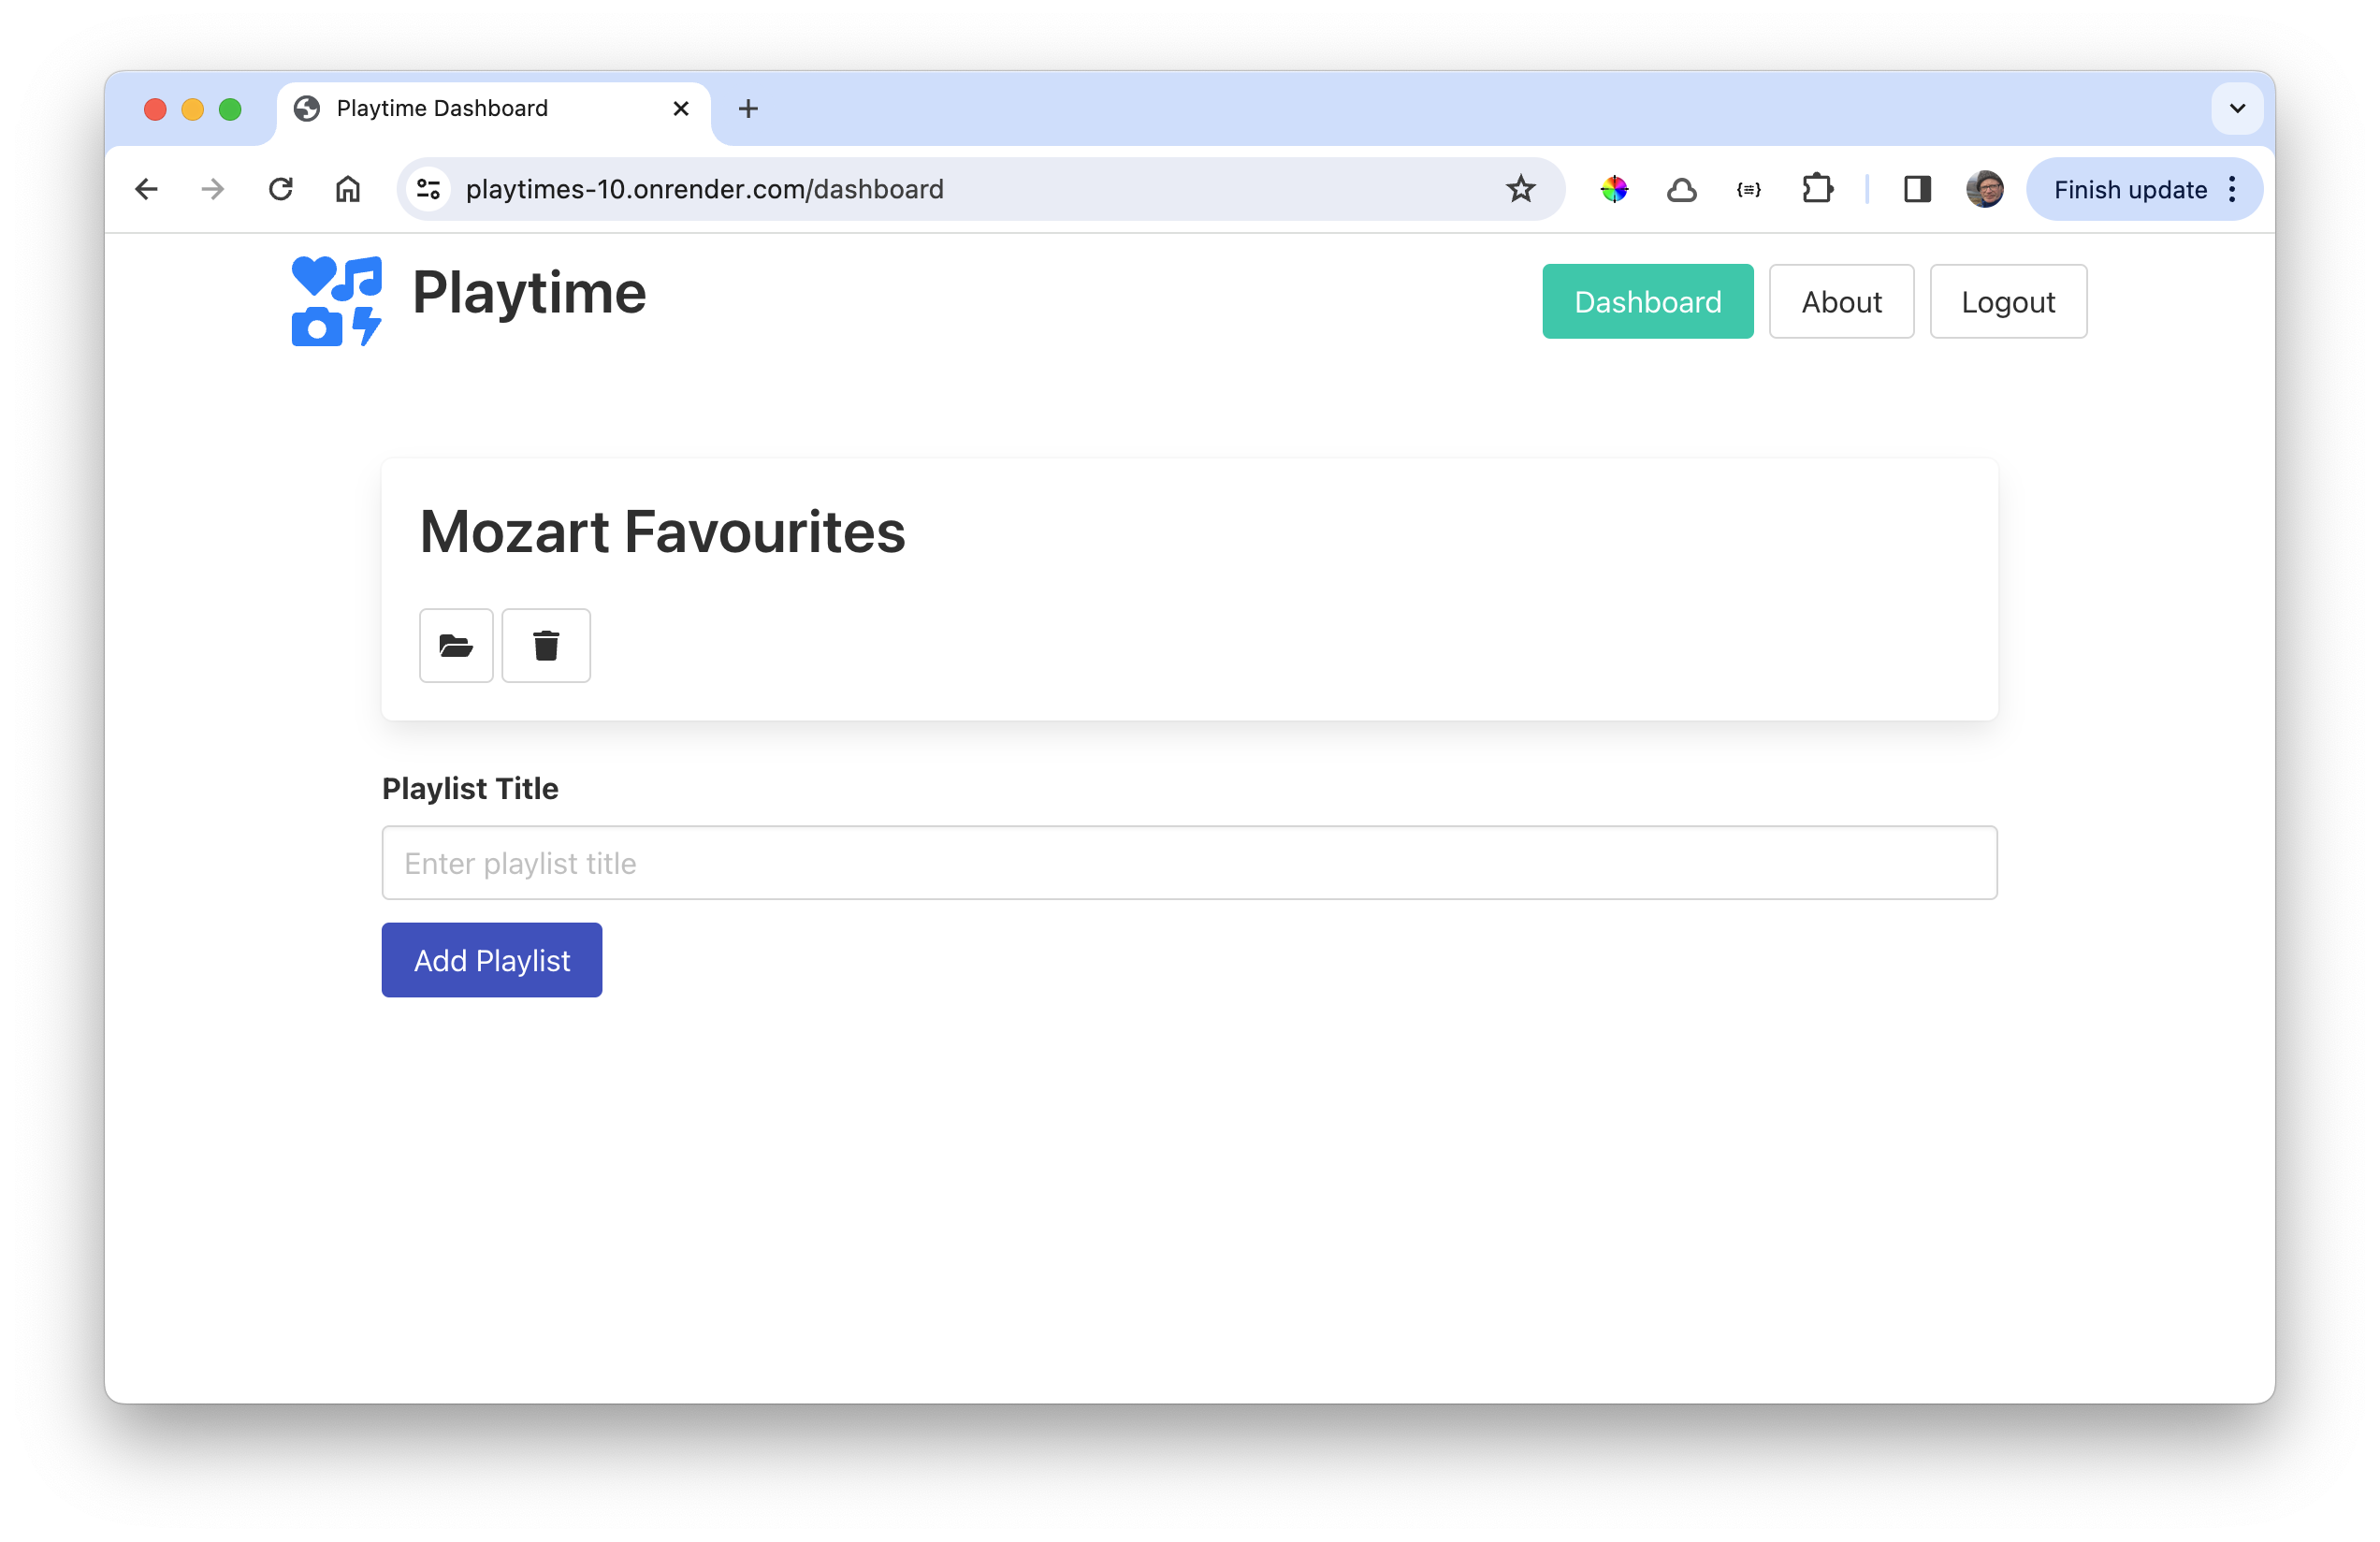 Playtime Dashboard
playtimes-10.onrender.com/dashboard
Finish update
Playtime
Dashboard
About
Logout
Mozart Favourites
Playlist Title
Enter playlist title
Add Playlist